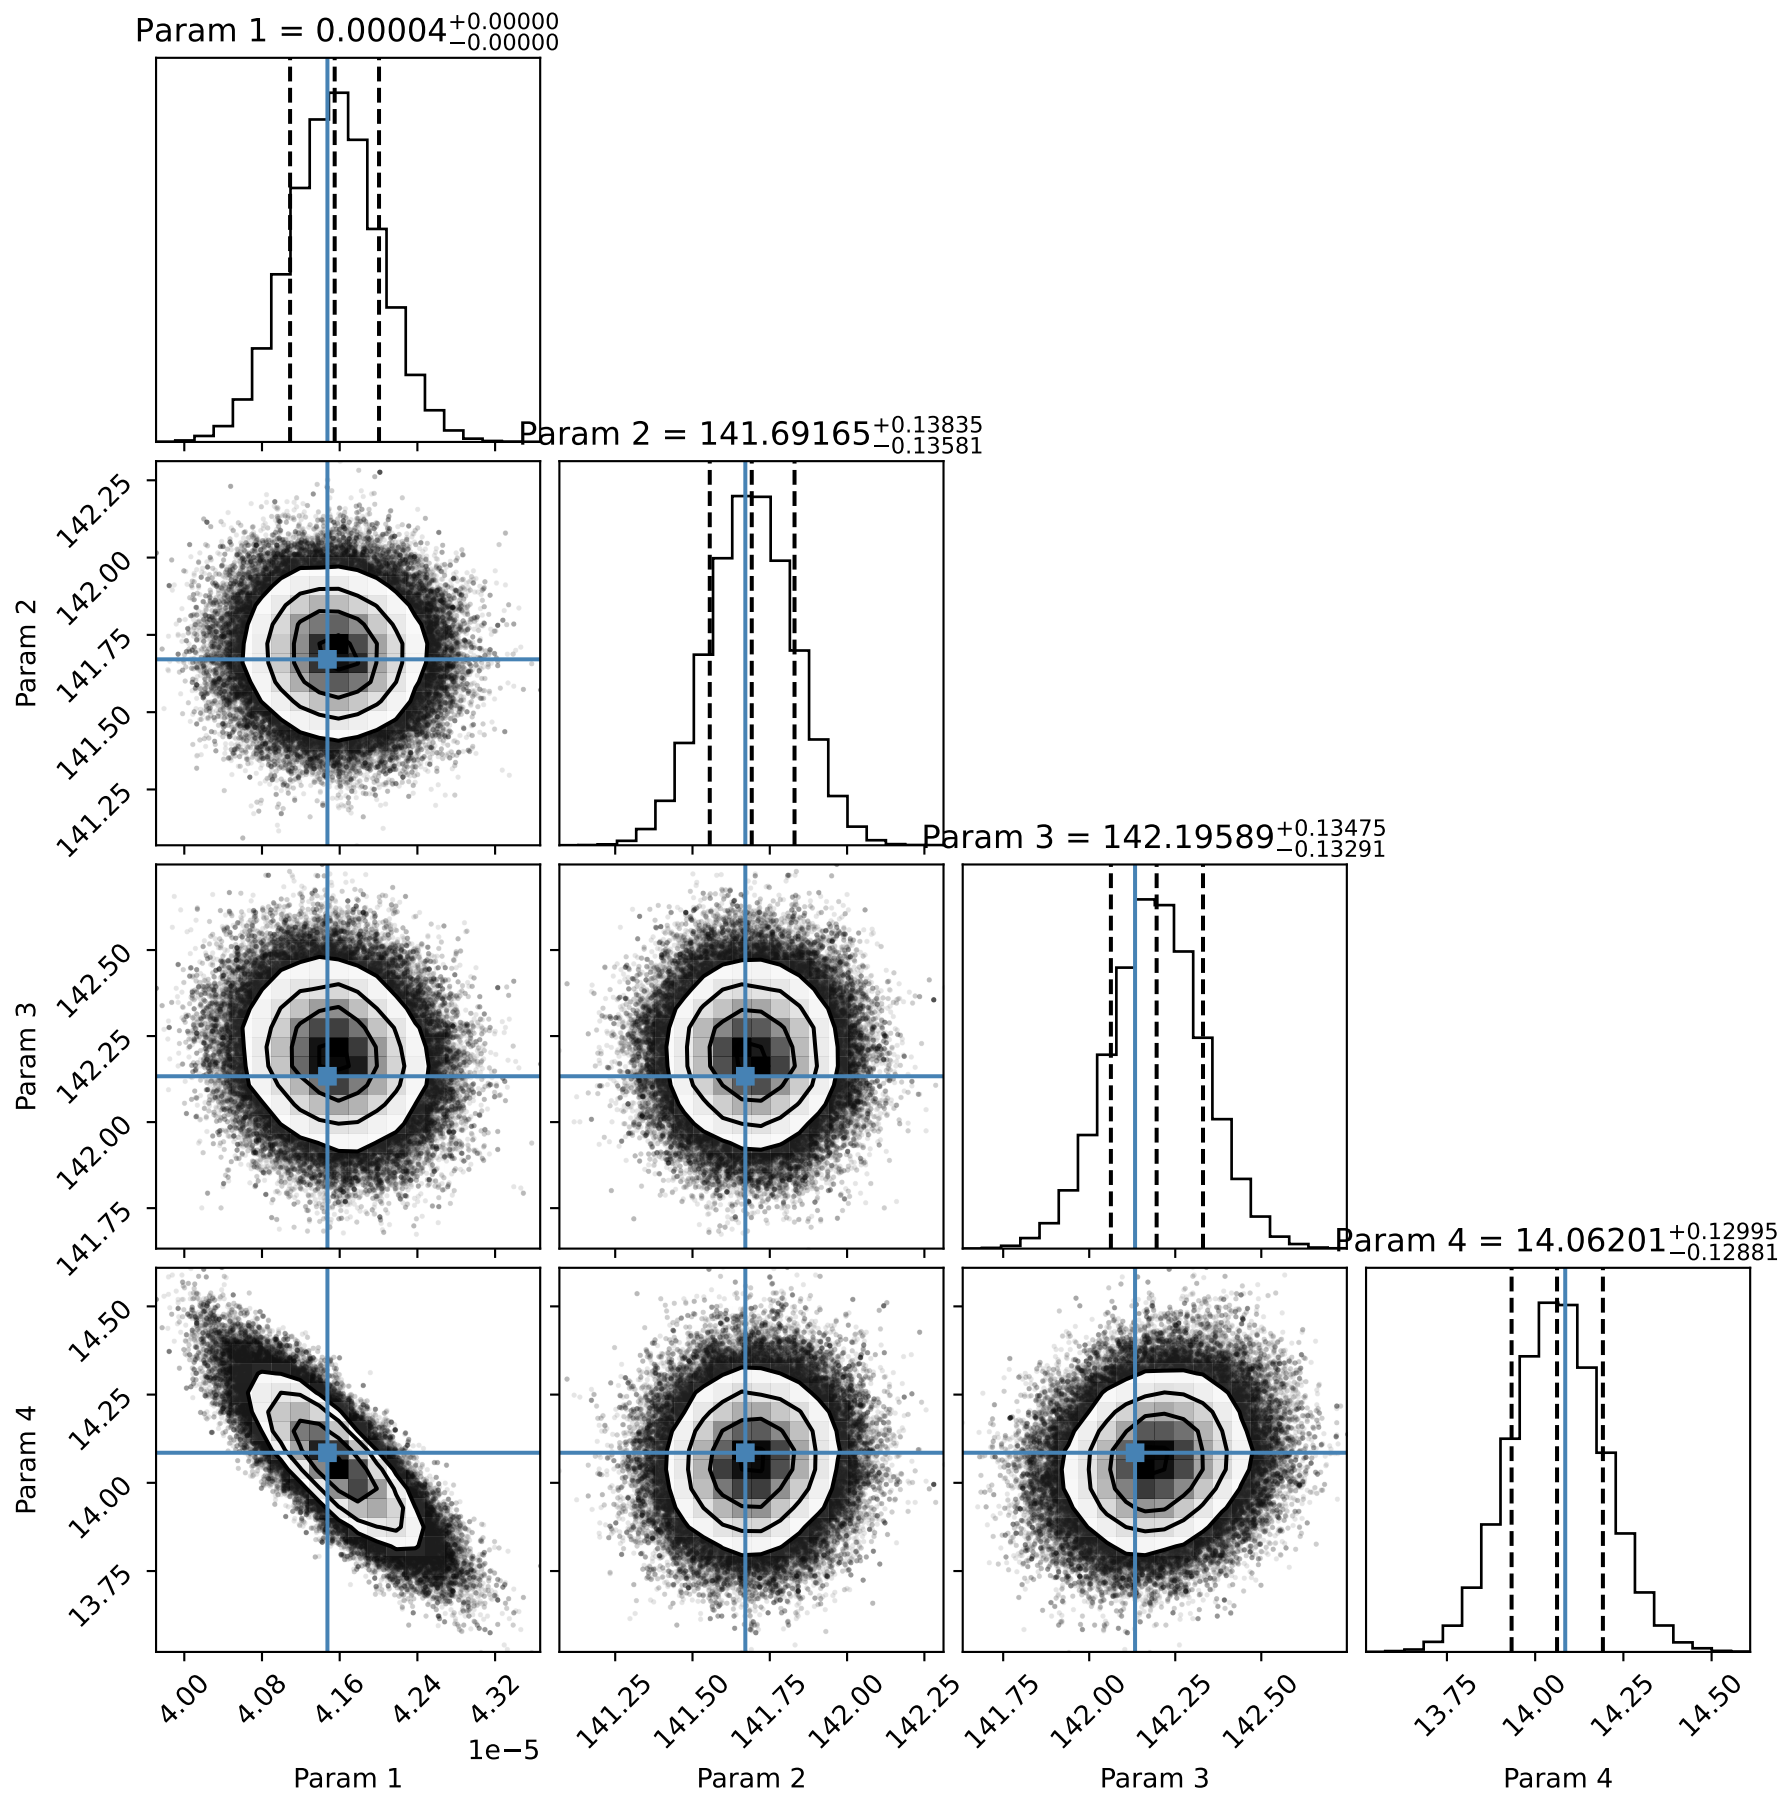 Param 1 = 0.00004+0.00000−0.00000
Param 2 = 141.69165+0.13835−0.13581
142.25
142.00
141.75
141.50
141.25
Param 2
Param 3 = 142.19589+0.13475−0.13291
142.50
142.25
142.00
141.75
Param 3
Param 4 = 14.06201+0.12995−0.12881
14.50
14.25
14.00
13.75
Param 4
4.00 4.08 4.16 4.24 4.32
1e−5
Param 1
141.25 141.50 141.75 142.00 142.25
Param 2
141.75 142.00 142.25 142.50
Param 3
13.75 14.00 14.25 14.50
Param 4